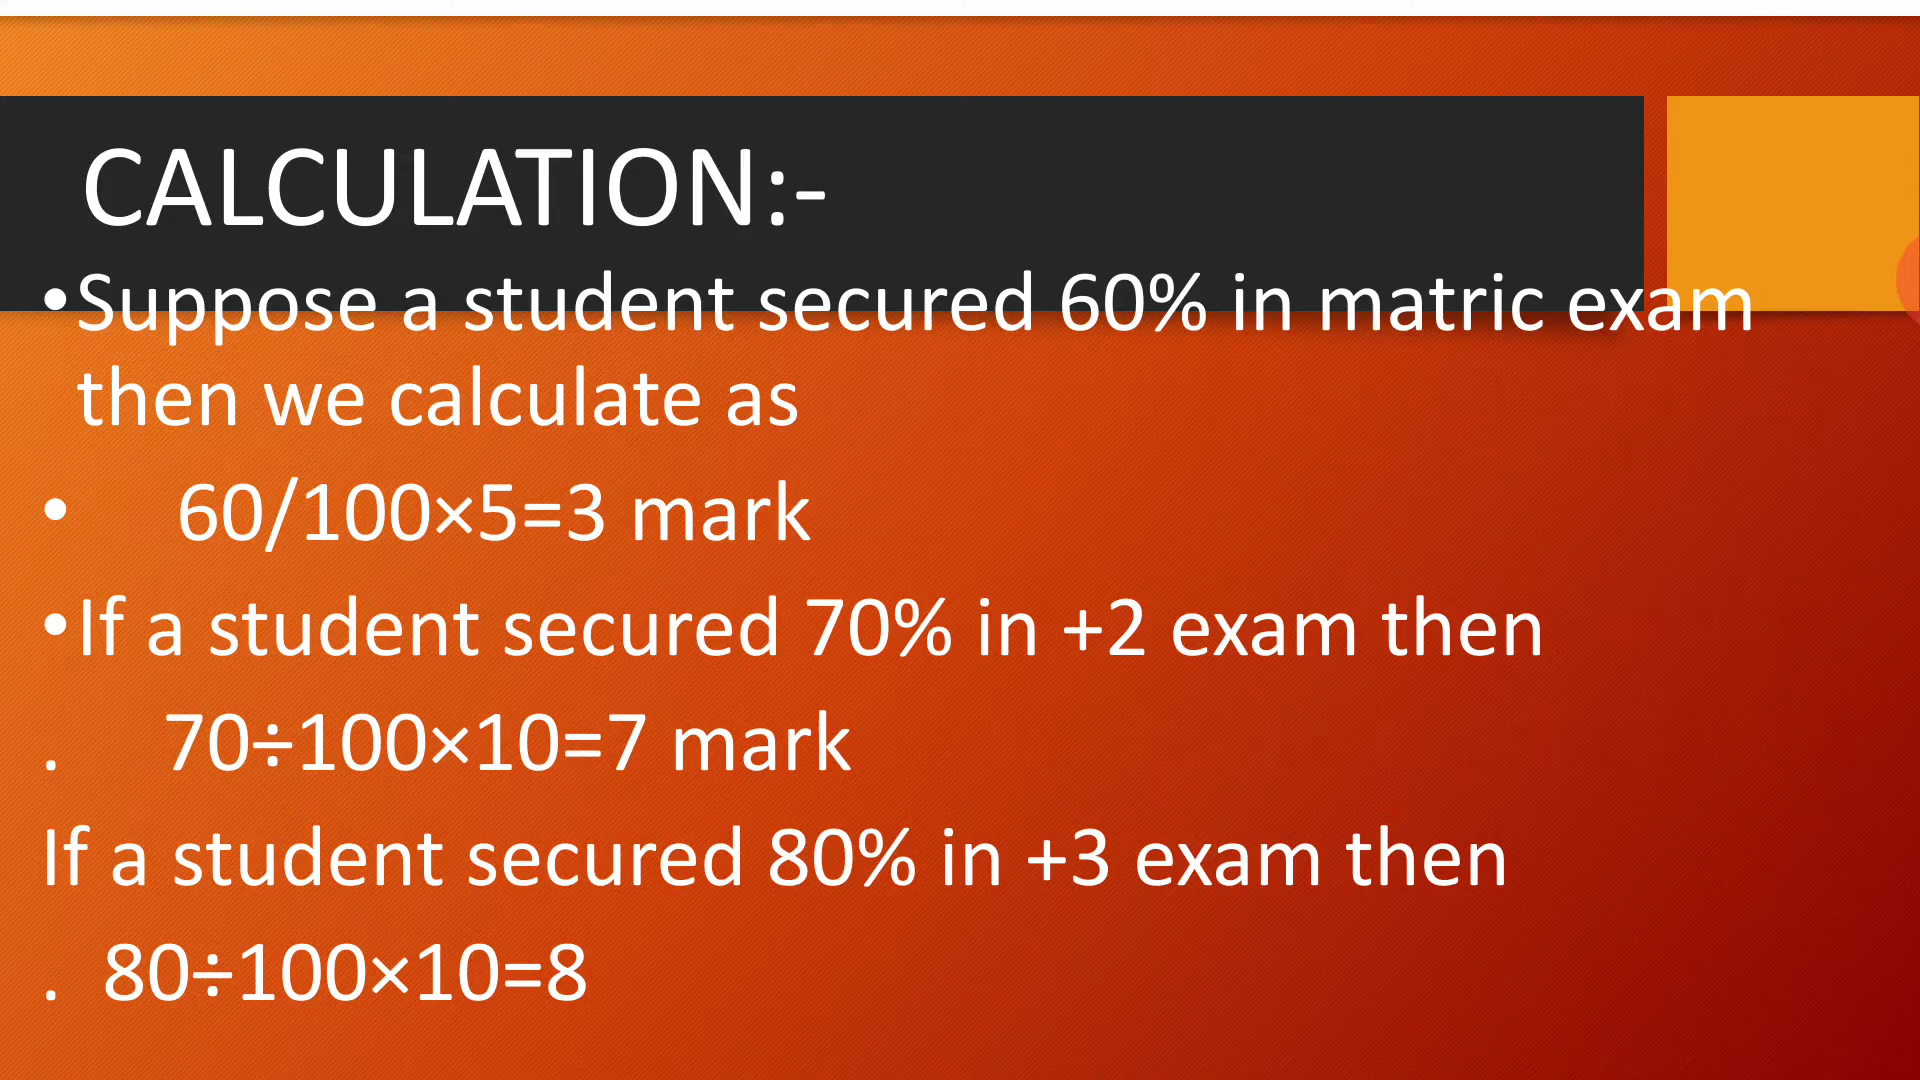 CALCULATION:-
•Suppose a student secured 60% in matric exam
then we calculate as
• 60/100×5=3 mark
•If a student secured 70% in +2 exam then
. 70÷100×10=7 mark
If a student secured 80% in +3 exam then
. 80÷100×10=8